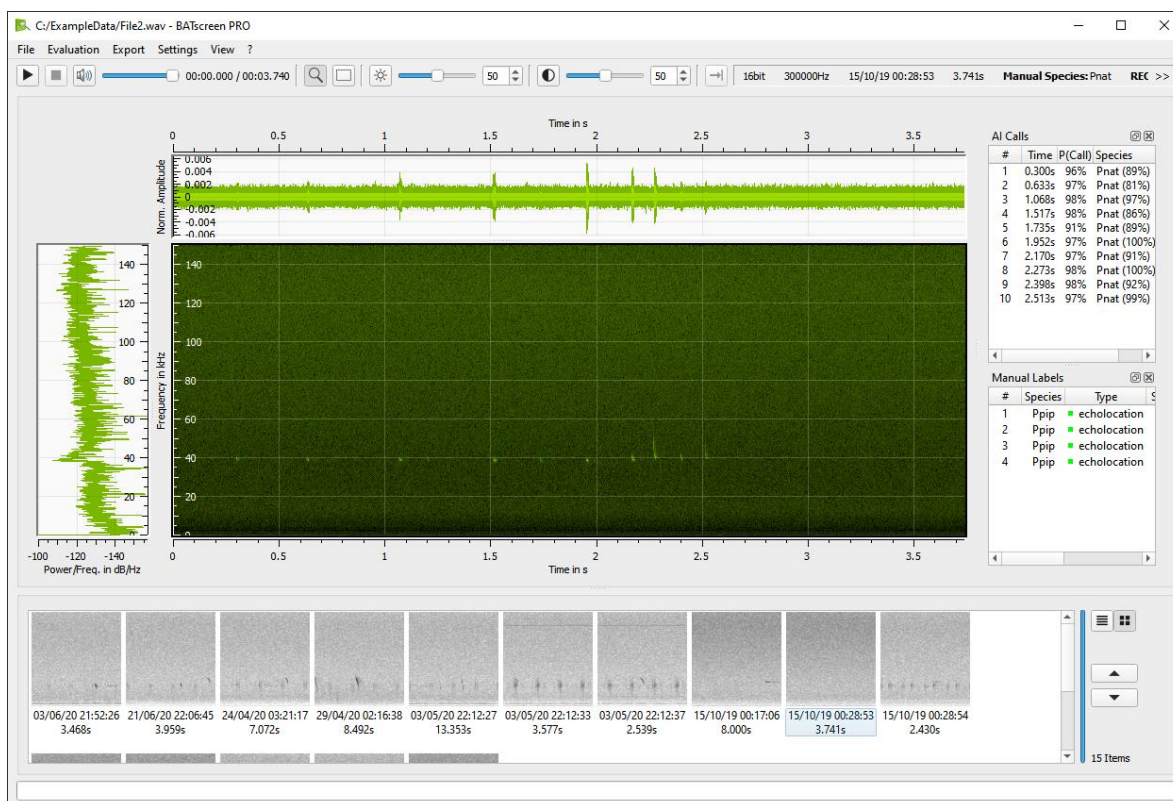 C:/ExampleData/File2.wav - BATscreen PRO
File Evaluation Export Settings View ?
00:00.000 / 00:03.740 50 50 16bit 300000Hz 15/10/19 00:28:53 3.741s Manual Species: Pnat REC >>
Time in s
0 0.5 1 1.5 2 2.5 3 3.5
Norm. Amplitude
0.006
0.004
0.002
0
-0.002
-0.004
-0.006
140 140
120 120
100 100
80 80
60 60
40 40
20 20
0 0
Frequency in kHz
-100 -120 -140
Power/Freq. in dB/Hz
0 0.5 1 1.5 2 2.5 3 3.5
Time in s
AI Calls
# Time P(Call) Species
1 0.300s 96% Pnat (89%)
2 0.633s 97% Pnat (81%)
3 1.068s 98% Pnat (97%)
4 1.517s 98% Pnat (86%)
5 1.735s 91% Pnat (89%)
6 1.952s 97% Pnat (100%)
7 2.170s 97% Pnat (91%)
8 2.273s 98% Pnat (100%)
9 2.398s 98% Pnat (92%)
10 2.513s 97% Pnat (99%)
Manual Labels
# Species Type S
1 Ppip echolocation
2 Ppip echolocation
3 Ppip echolocation
4 Ppip echolocation
03/06/20 21:52:26 21/06/20 22:06:45 24/04/20 03:21:17 29/04/20 02:16:38 03/05/20 22:12:27 03/05/20 22:12:33 03/05/20 22:12:37 15/10/19 00:17:06 15/10/19 00:28:53 15/10/19 00:28:54
3.468s 3.959s 7.072s 8.492s 13.353s 3.577s 2.539s 8.000s 3.741s 2.430s
15 Items